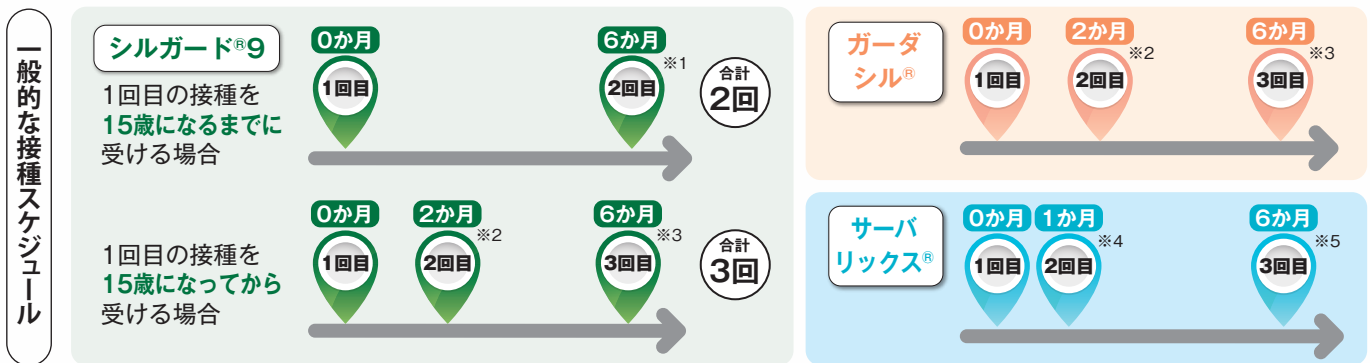 一般的な接種スケジュール
シルガード®9
1回目の接種を
15歳になるまでに
受ける場合
0か月
1回目
6か月
※1
2回目
合計
2回
1回目の接種を
15歳になってから
受ける場合
0か月
1回目
2か月
※2
2回目
6か月
※3
3回目
合計
3回
ガーダ
シル®
0か月
1回目
2か月
※2
2回目
6か月
※3
3回目
サーバ
リックス®
0か月
1回目
1か月
※4
2回目
6か月
※5
3回目